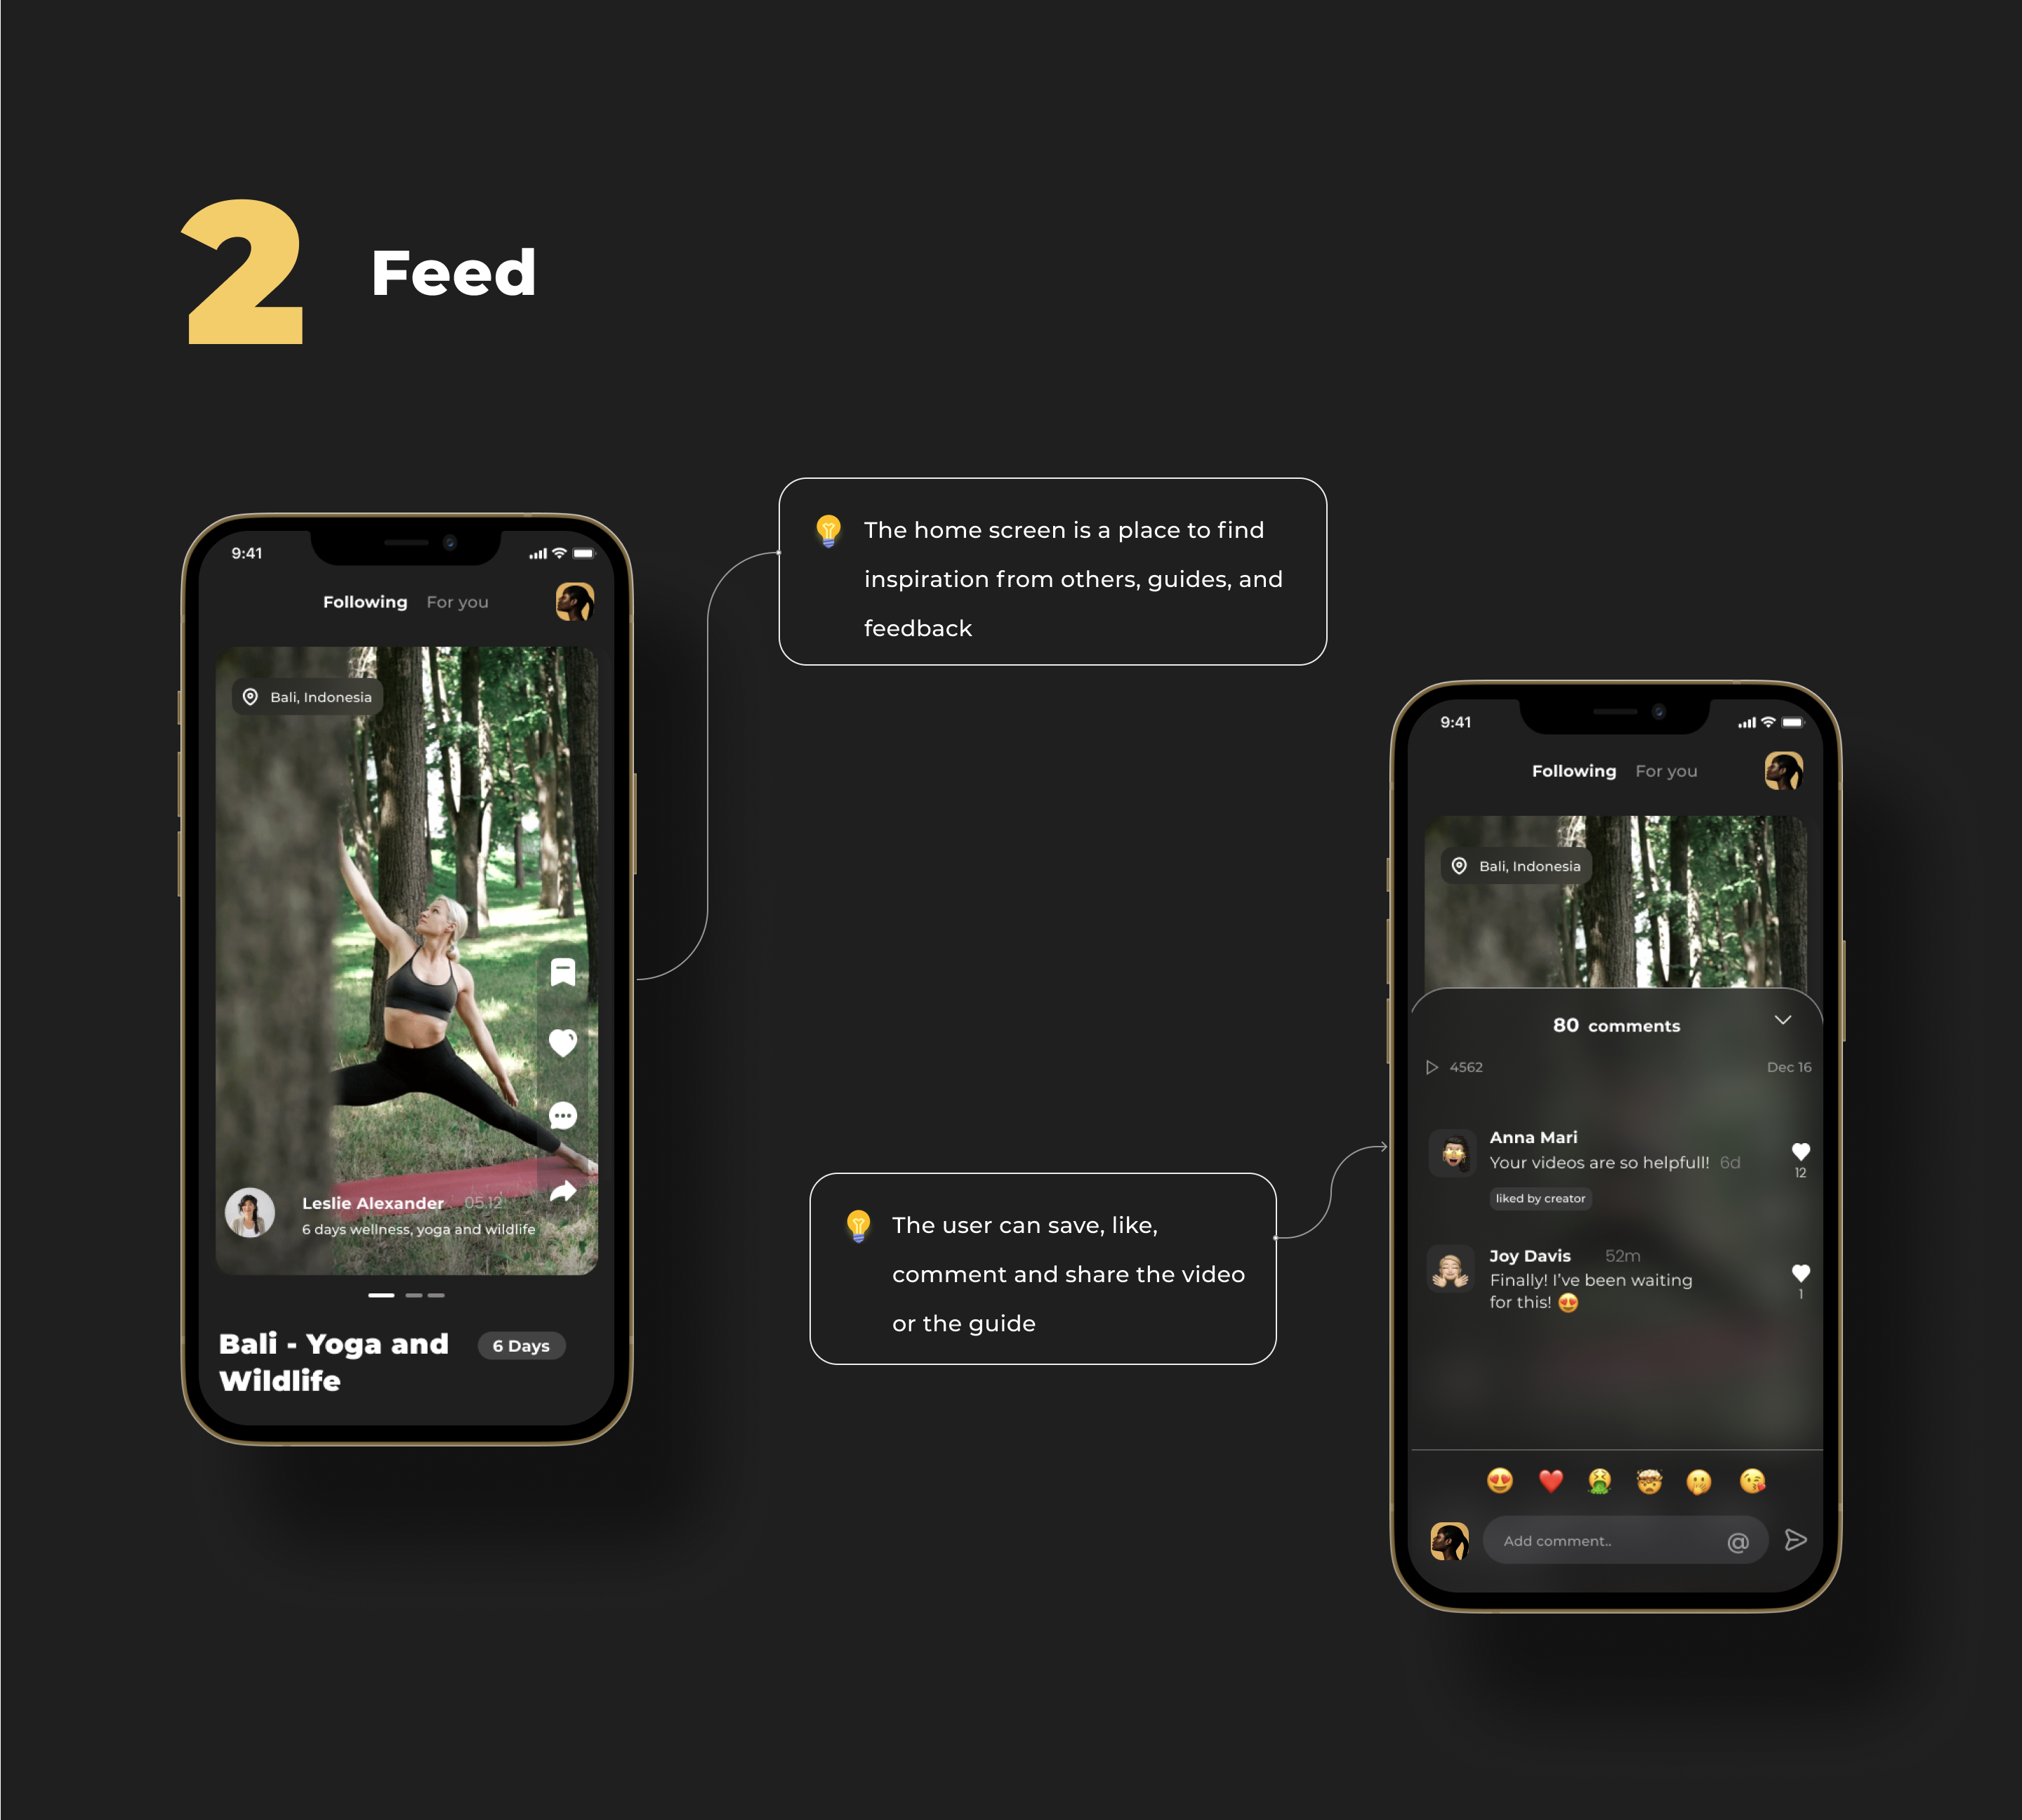 2 Feed
The home screen is a place to find
inspiration from others, guides, and
feedback
9:41
Following For you
Bali, Indonesia
Leslie Alexander 05.12
6 days wellness, yoga and wildlife
Bali - Yoga and
Wildlife
6 Days
The user can save, like,
comment and share the video
or the guide
9:41
Following For you
Bali, Indonesia
80 comments
4562 Dec 16
Anna Mari
Your videos are so helpfull! 6d
12
liked by creator
Joy Davis 52m
Finally! I’ve been waiting
for this! 😍
1
Add comment.. @